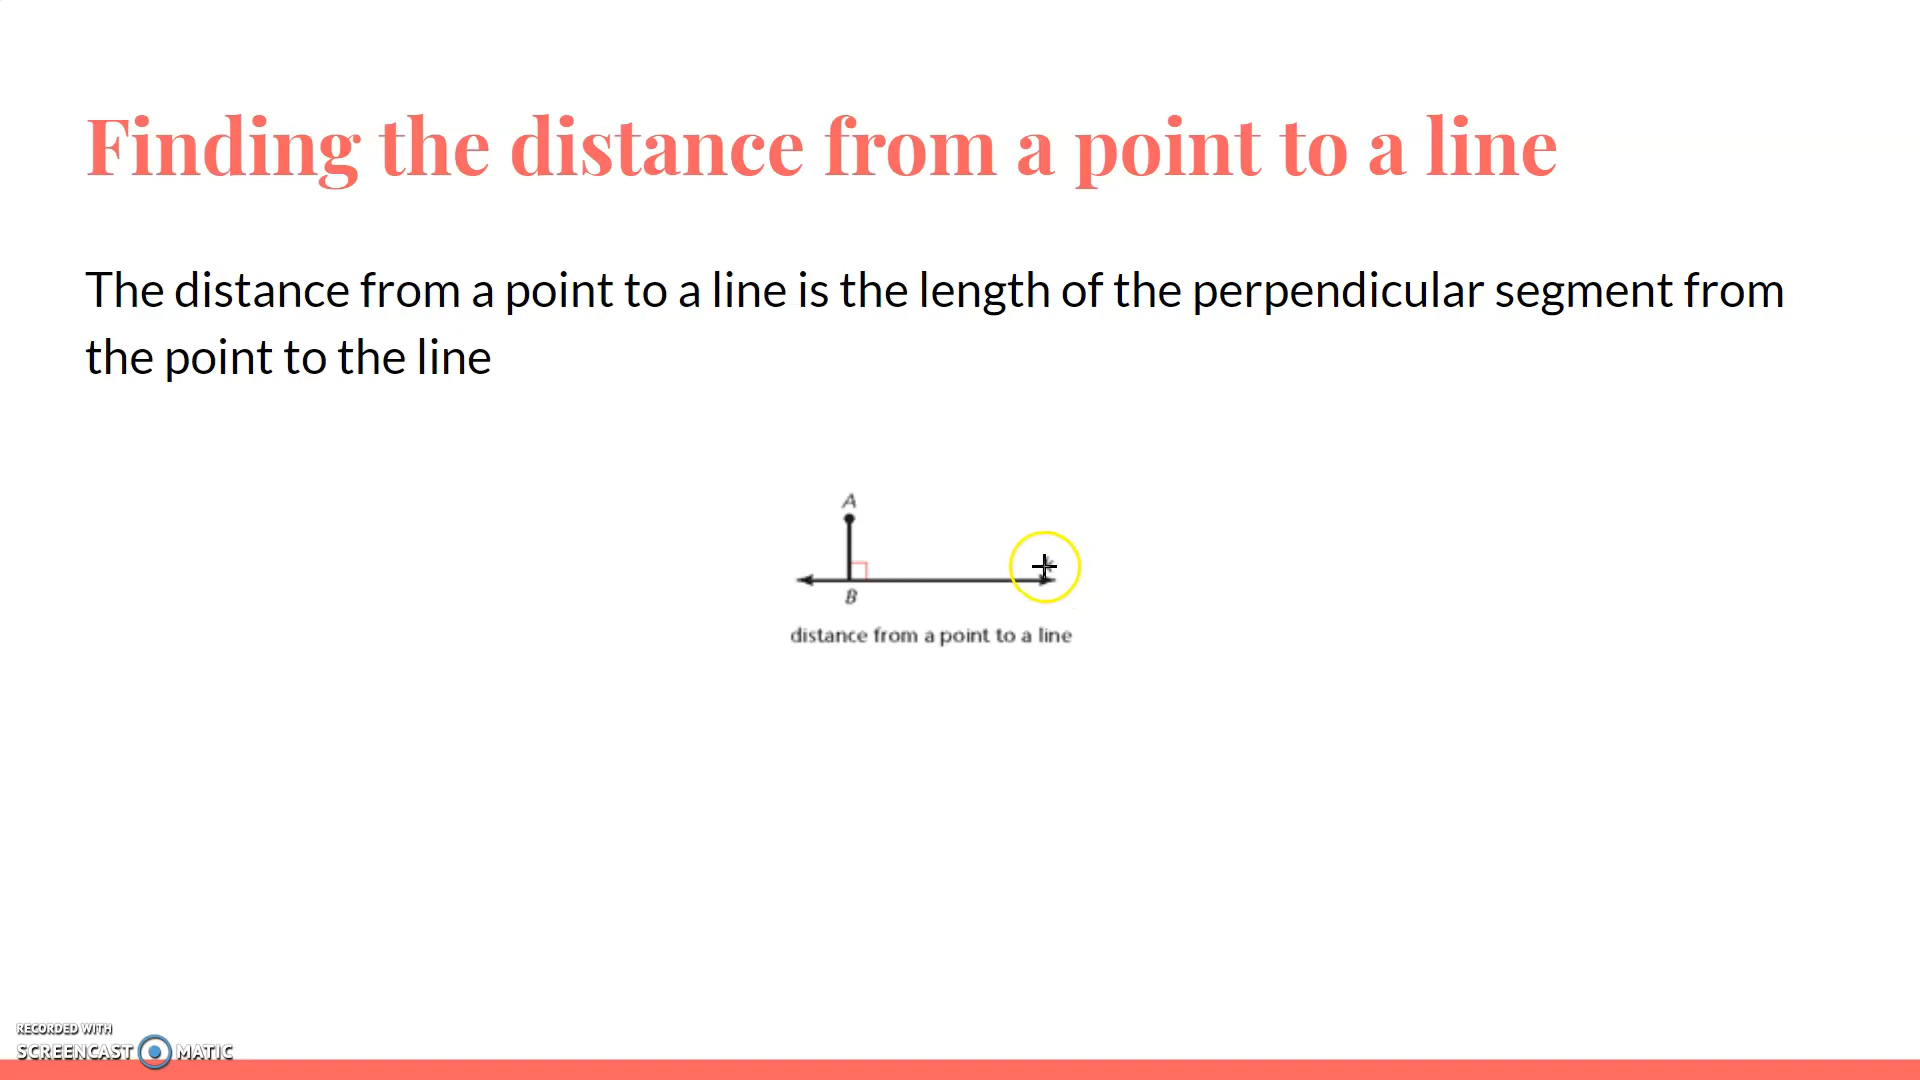 Finding the distance from a point to a line
The distance from a point to a line is the length of the perpendicular segment from
the point to the line
A
B
distance from a point to a line
RECORDED WITH
SCREENCAST MATIC